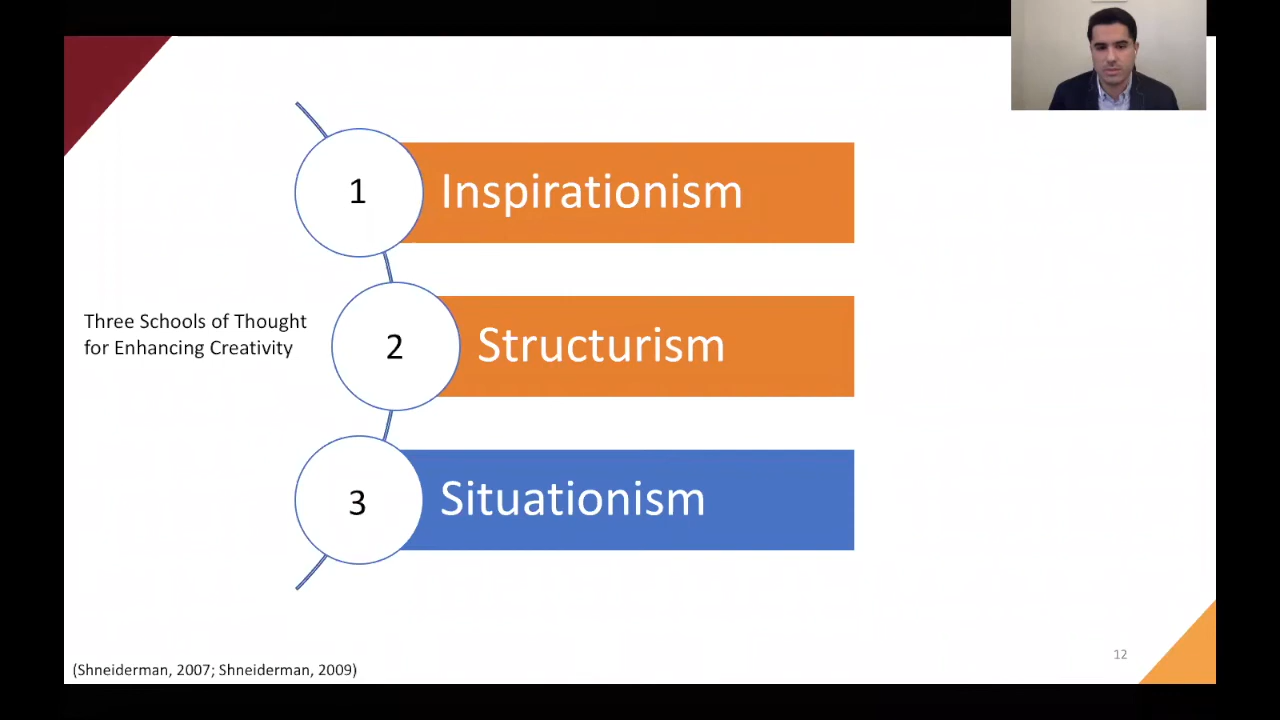 1
Inspirationism
Three Schools of Thought
for Enhancing Creativity
2
Structurism
3
Situationism
(Shneiderman, 2007; Shneiderman, 2009)
12